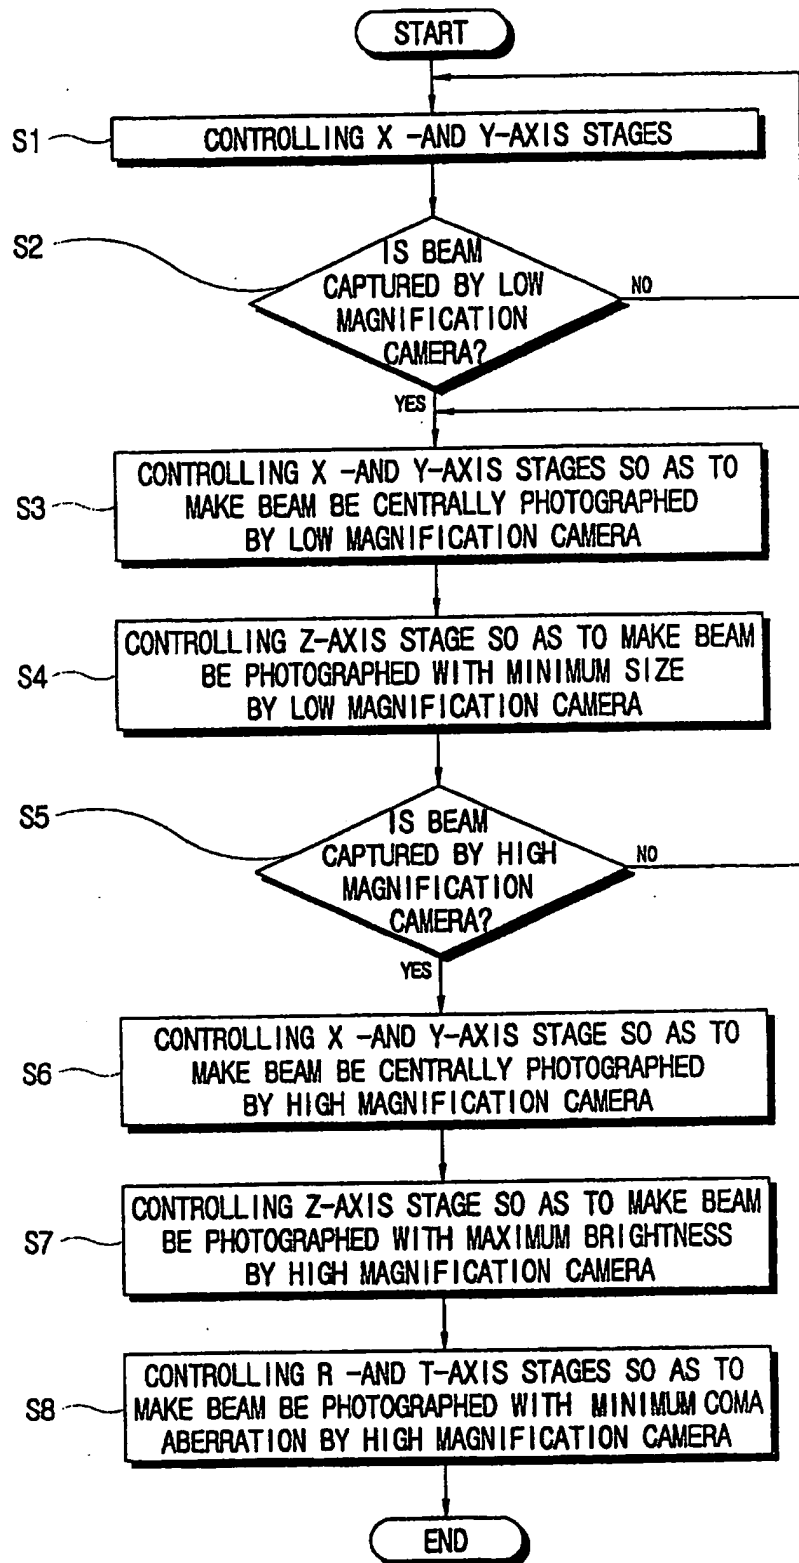 START
S1
CONTROLLING X -AND Y-AXIS STAGES
S2
IS BEAM
CAPTURED BY LOW
MAGNIFICATION
CAMERA?
NO
YES
S3
CONTROLLING X -AND Y-AXIS STAGES SO AS TO
MAKE BEAM BE CENTRALLY PHOTOGRAPHED
BY LOW MAGNIFICATION CAMERA
S4
CONTROLLING Z-AXIS STAGE SO AS TO MAKE BEAM
BE PHOTOGRAPHED WITH MINIMUM SIZE
BY LOW MAGNIFICATION CAMERA
S5
IS BEAM
CAPTURED BY HIGH
MAGNIFICATION
CAMERA?
NO
YES
S6
CONTROLLING X -AND Y-AXIS STAGE SO AS TO
MAKE BEAM BE CENTRALLY PHOTOGRAPHED
BY HIGH MAGNIFICATION CAMERA
S7
CONTROLLING Z-AXIS STAGE SO AS TO MAKE BEAM
BE PHOTOGRAPHED WITH MAXIMUM BRIGHTNESS
BY HIGH MAGNIFICATION CAMERA
S8
CONTROLLING R -AND T-AXIS STAGES SO AS TO
MAKE BEAM BE PHOTOGRAPHED WITH MINIMUM COMA
ABERRATION BY HIGH MAGNIFICATION CAMERA
END